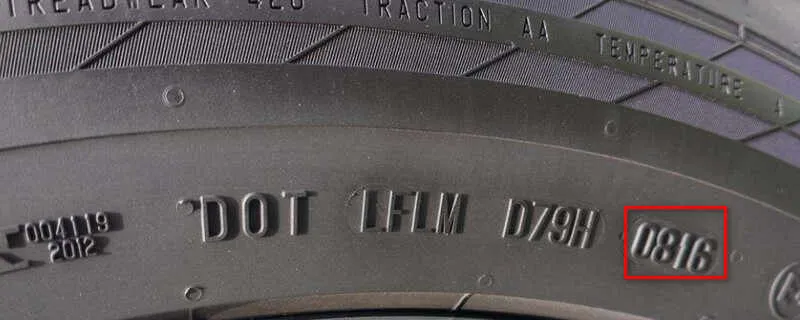 TREADWEAR 420 TRACTION AA TEMPERATURE A
004119
2012
DOT LFLM D79H 0816